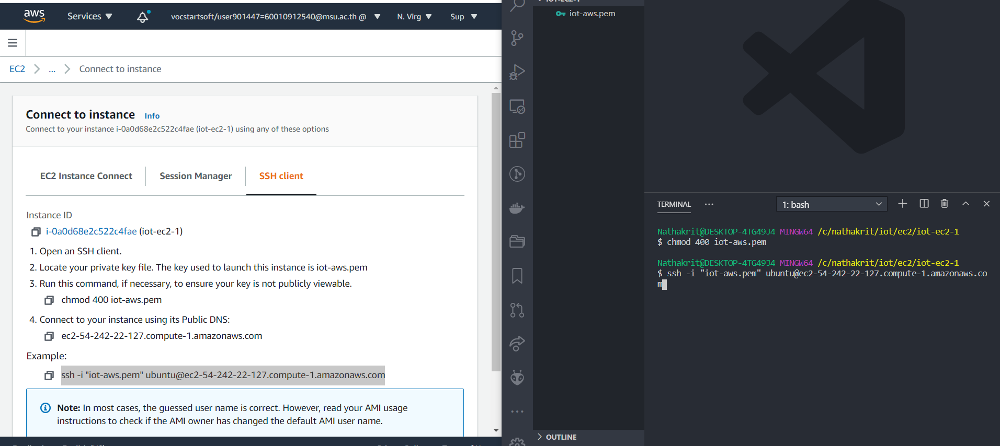 aws
Services
vocstartsoft/user901447=60010912540@msu.ac.th @
N. Virg
Sup
EC2
...
Connect to instance
Connect to instance
Info
Connect to your instance i-0a0d68e2c522c4fae (iot-ec2-1) using any of these options
EC2 Instance Connect
Session Manager
SSH client
Instance ID
i-0a0d68e2c522c4fae (iot-ec2-1)
1. Open an SSH client.
2. Locate your private key file. The key used to launch this instance is iot-aws.pem
3. Run this command, if necessary, to ensure your key is not publicly viewable.
chmod 400 iot-aws.pem
4. Connect to your instance using its Public DNS:
ec2-54-242-22-127.compute-1.amazonaws.com
Example:
ssh -i "iot-aws.pem" ubuntu@ec2-54-242-22-127.compute-1.amazonaws.com
Note: In most cases, the guessed user name is correct. However, read your AMI usage
instructions to check if the AMI owner has changed the default AMI user name.
IOT-EC2-1
iot-aws.pem
OUTLINE
TERMINAL
1: bash
Nathakrit@DESKTOP-4TG49J4 MINGW64 /c/nathakrit/iot/ec2/iot-ec2-1
$ chmod 400 iot-aws.pem
Nathakrit@DESKTOP-4TG49J4 MINGW64 /c/nathakrit/iot/ec2/iot-ec2-1
$ ssh -i "iot-aws.pem" ubuntu@ec2-54-242-22-127.compute-1.amazonaws.co
m